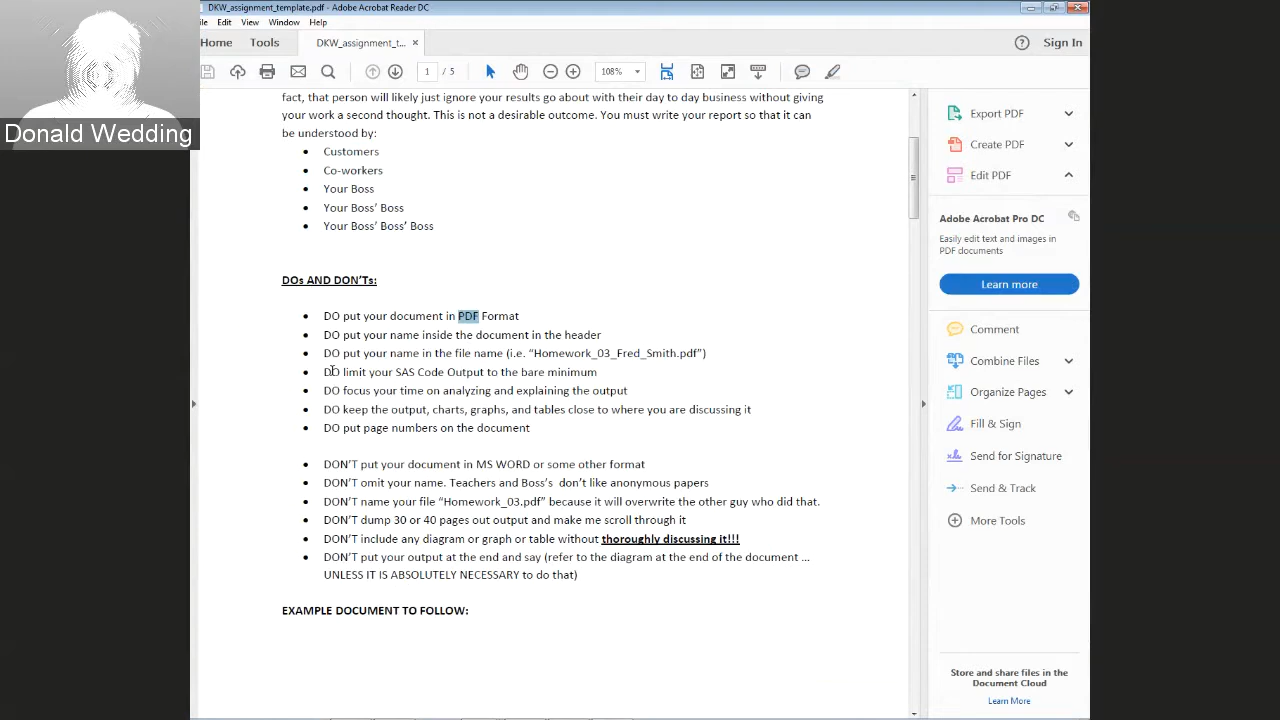 DKW_assignment_template.pdf - Adobe Acrobat Reader DC
ile Edit View Window Help
Home Tools DKW_assignment_t... × Sign In
1 / 5 108%
Donald Wedding
fact, that person will likely just ignore your results go about with their day to day business without giving
your work a second thought. This is not a desirable outcome. You must write your report so that it can
be understood by:
• Customers
• Co-workers
• Your Boss
• Your Boss’ Boss
• Your Boss’ Boss’ Boss
DOs AND DON’Ts:
• DO put your document in PDF Format
• DO put your name inside the document in the header
• DO put your name in the file name (i.e. “Homework_03_Fred_Smith.pdf”)
• DO limit your SAS Code Output to the bare minimum
• DO focus your time on analyzing and explaining the output
• DO keep the output, charts, graphs, and tables close to where you are discussing it
• DO put page numbers on the document
• DON’T put your document in MS WORD or some other format
• DON’T omit your name. Teachers and Boss’s don’t like anonymous papers
• DON’T name your file “Homework_03.pdf” because it will overwrite the other guy who did that.
• DON’T dump 30 or 40 pages out output and make me scroll through it
• DON’T include any diagram or graph or table without thoroughly discussing it!!!
• DON’T put your output at the end and say (refer to the diagram at the end of the document ...
UNLESS IT IS ABSOLUTELY NECESSARY to do that)
EXAMPLE DOCUMENT TO FOLLOW:
Export PDF
Create PDF
Edit PDF
Adobe Acrobat Pro DC
Easily edit text and images in
PDF documents
Learn more
Comment
Combine Files
Organize Pages
Fill & Sign
Send for Signature
Send & Track
More Tools
Store and share files in the
Document Cloud
Learn More